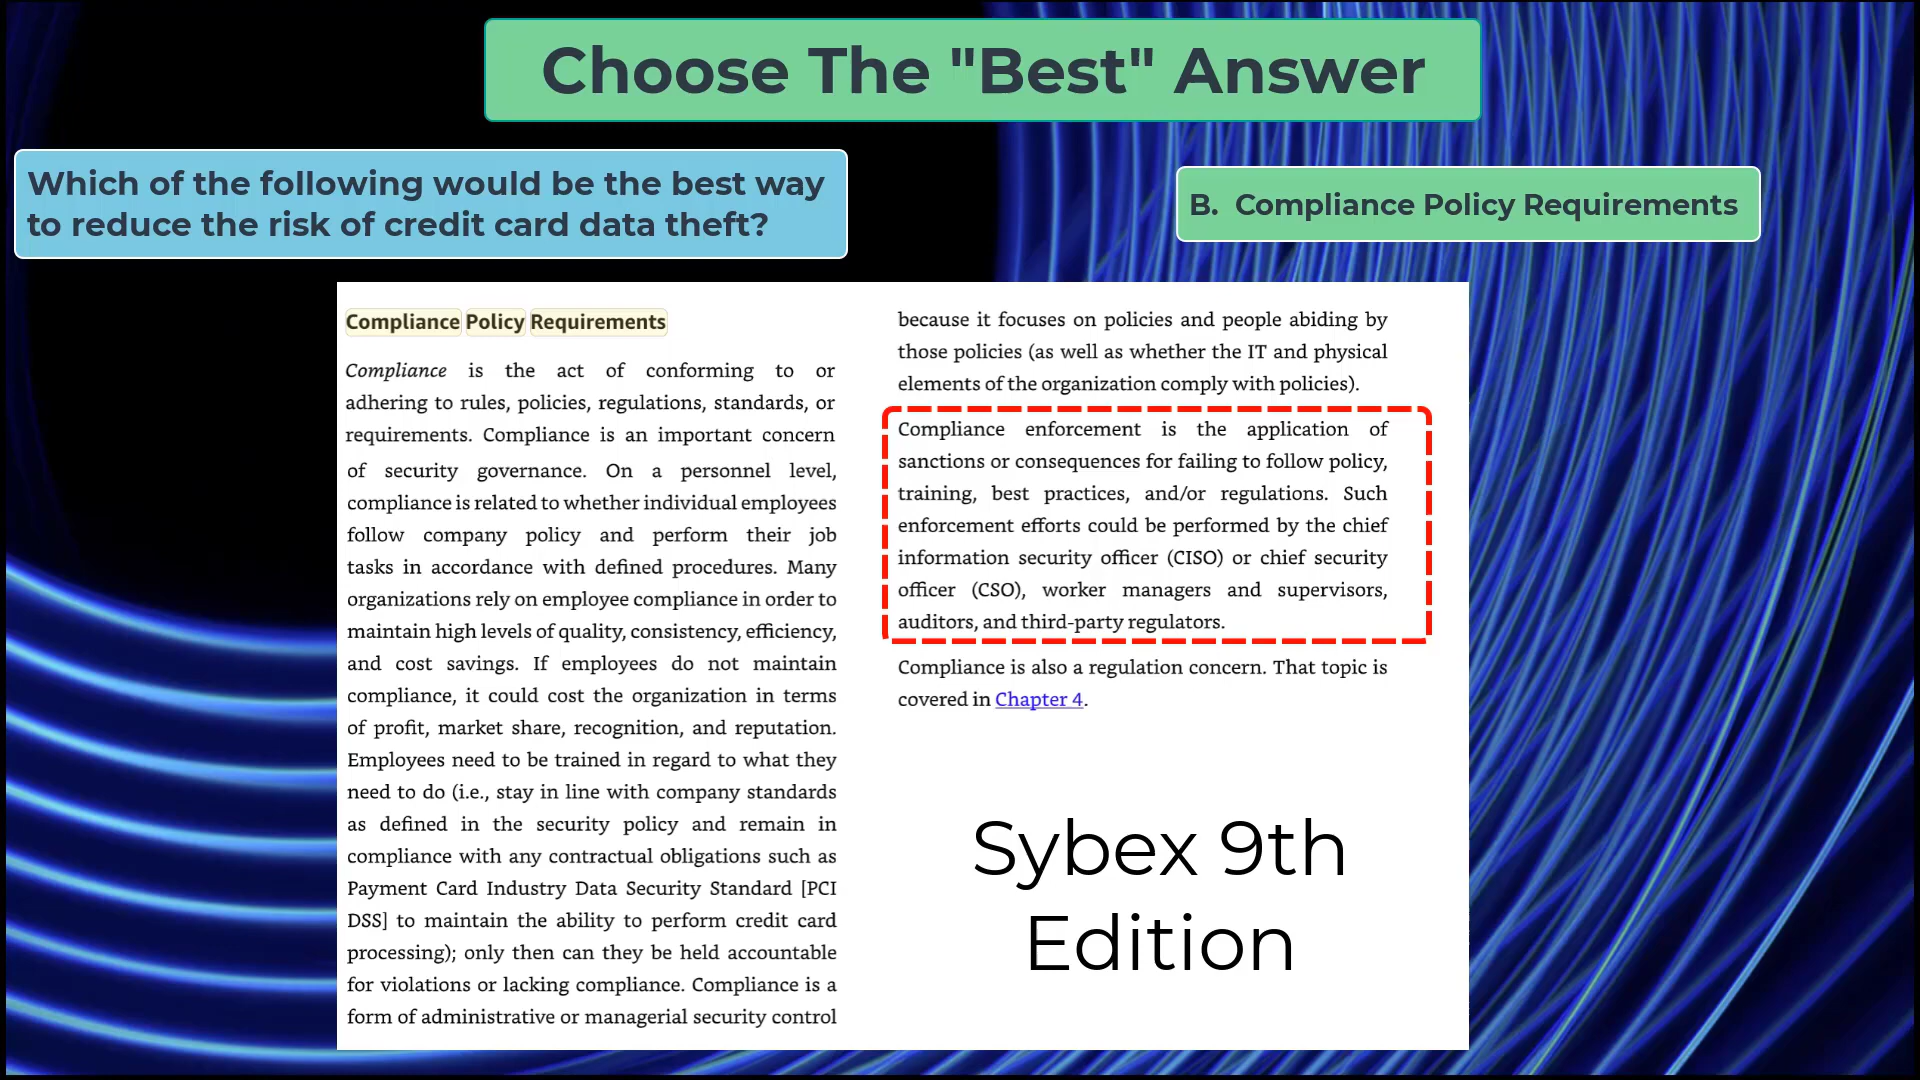 Choose The "Best" Answer
Which of the following would be the best way
to reduce the risk of credit card data theft?
B. Compliance Policy Requirements
Compliance Policy Requirements
Compliance is the act of conforming to or
adhering to rules, policies, regulations, standards, or
requirements. Compliance is an important concern
of security governance. On a personnel level,
compliance is related to whether individual employees
follow company policy and perform their job
tasks in accordance with defined procedures. Many
organizations rely on employee compliance in order to
maintain high levels of quality, consistency, efficiency,
and cost savings. If employees do not maintain
compliance, it could cost the organization in terms
of profit, market share, recognition, and reputation.
Employees need to be trained in regard to what they
need to do (i.e., stay in line with company standards
as defined in the security policy and remain in
compliance with any contractual obligations such as
Payment Card Industry Data Security Standard [PCI
DSS] to maintain the ability to perform credit card
processing); only then can they be held accountable
for violations or lacking compliance. Compliance is a
form of administrative or managerial security control
because it focuses on policies and people abiding by
those policies (as well as whether the IT and physical
elements of the organization comply with policies).
Compliance enforcement is the application of
sanctions or consequences for failing to follow policy,
training, best practices, and/or regulations. Such
enforcement efforts could be performed by the chief
information security officer (CISO) or chief security
officer (CSO), worker managers and supervisors,
auditors, and third-party regulators.
Compliance is also a regulation concern. That topic is
covered in Chapter 4.
Sybex 9th
Edition